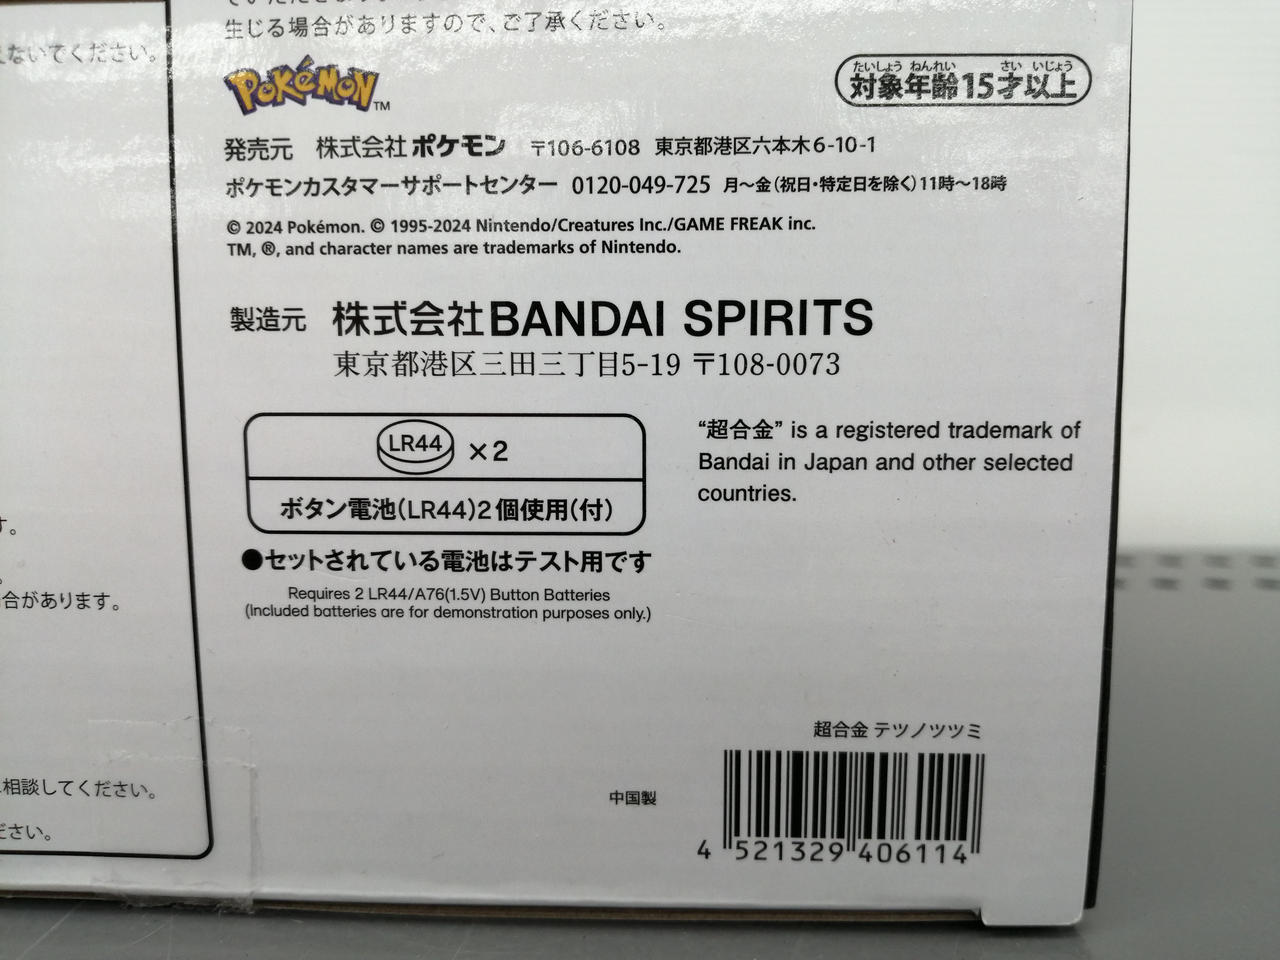 生じる場合がありますので、ご了承ください。
ないでください。
Pokémon TM
たいしょう ねんれい さい いじょう
対象年齢15才以上
発売元 株式会社ポケモン 〒106-6108 東京都港区六本木6-10-1
ポケモンカスタマーサポートセンター 0120-049-725 月～金(祝日・特定日を除く)11時～18時
© 2024 Pokémon. © 1995-2024 Nintendo/Creatures Inc./GAME FREAK inc.
TM, ®, and character names are trademarks of Nintendo.
製造元 株式会社BANDAI SPIRITS
東京都港区三田三丁目5-19 〒108-0073
LR44 ×2
ボタン電池(LR44)2個使用(付)
●セットされている電池はテスト用です
Requires 2 LR44/A76(1.5V) Button Batteries
(Included batteries are for demonstration purposes only.)
“超合金” is a registered trademark of
Bandai in Japan and other selected
countries.
す。
合があります。
相談してください。
ださい。
超合金 テツノツツミ
中国製
4 521329 406114